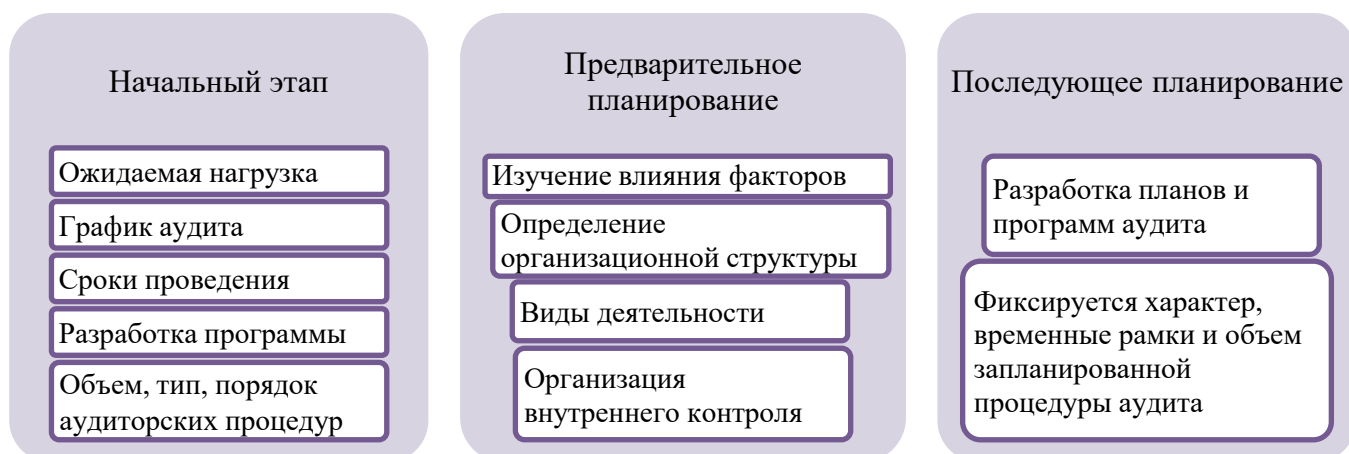 Начальный этап
Ожидаемая нагрузка
График аудита
Сроки проведения
Разработка программы
Объем, тип, порядок
аудиторских процедур
Предварительное
планирование
Изучение влияния факторов
Определение
организационной структуры
Виды деятельности
Организация
внутреннего контроля
Последующее планирование
Разработка планов и
программ аудита
Фиксируется характер,
временные рамки и объем
запланированной
процедуры аудита